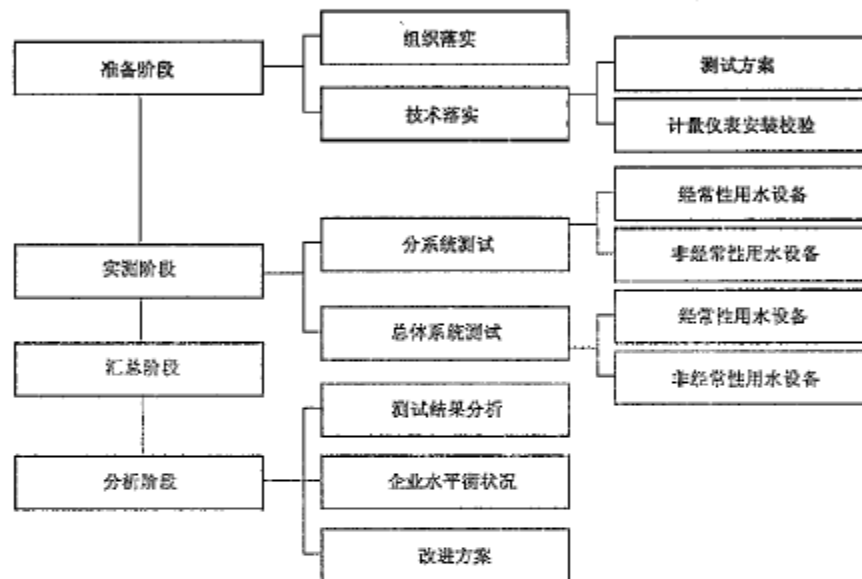 准备阶段
组织落实
技术落实
测试方案
计量仪表安装校验
实测阶段
分系统测试
经常性用水设备
非经常性用水设备
总体系统测试
经常性用水设备
非经常性用水设备
汇总阶段
分析阶段
测试结果分析
企业水平衡状况
改进方案